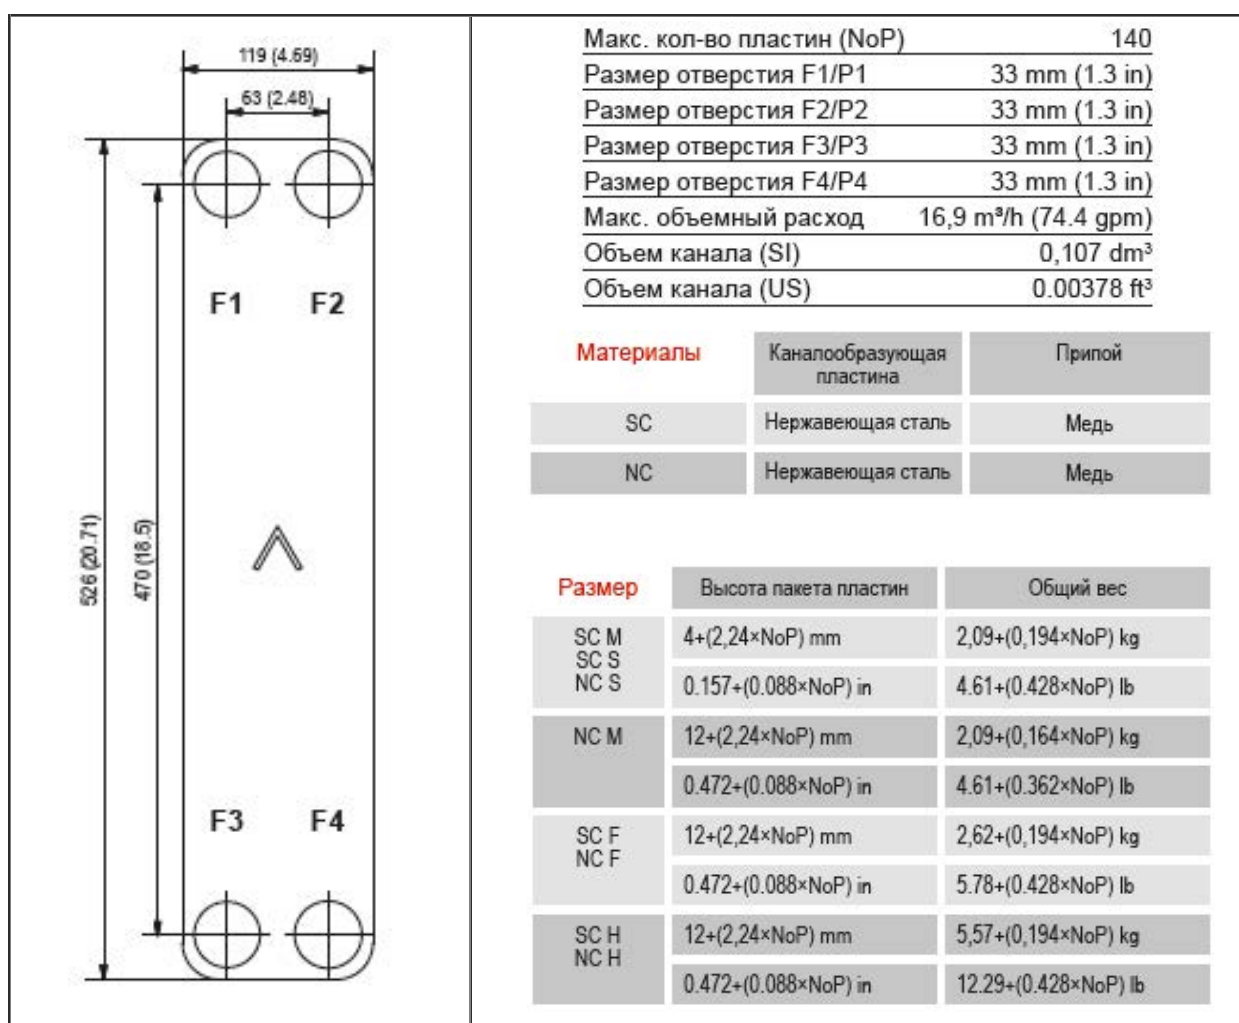 119 (4.69)
63 (2.48)
F1 F2
526 (20.71)
470 (18.5)
F3 F4
Макс. кол-во пластин (NoP) 140
Размер отверстия F1/P1 33 mm (1.3 in)
Размер отверстия F2/P2 33 mm (1.3 in)
Размер отверстия F3/P3 33 mm (1.3 in)
Размер отверстия F4/P4 33 mm (1.3 in)
Макс. объемный расход 16,9 m³/h (74.4 gpm)
Объем канала (SI) 0,107 dm³
Объем канала (US) 0.00378 ft³
Материалы Каналообразующая пластина Припой
SC Нержавеющая сталь Медь
NC Нержавеющая сталь Медь
Размер Высота пакета пластин Общий вес
SC M 4+(2,24×NoP) mm 2,09+(0,194×NoP) kg
SC S
NC S 0.157+(0.088×NoP) in 4.61+(0.428×NoP) lb
NC M 12+(2,24×NoP) mm 2,09+(0,164×NoP) kg
0.472+(0.088×NoP) in 4.61+(0.362×NoP) lb
SC F 12+(2,24×NoP) mm 2,62+(0,194×NoP) kg
NC F
0.472+(0.088×NoP) in 5.78+(0.428×NoP) lb
SC H 12+(2,24×NoP) mm 5,57+(0,194×NoP) kg
NC H
0.472+(0.088×NoP) in 12.29+(0.428×NoP) lb